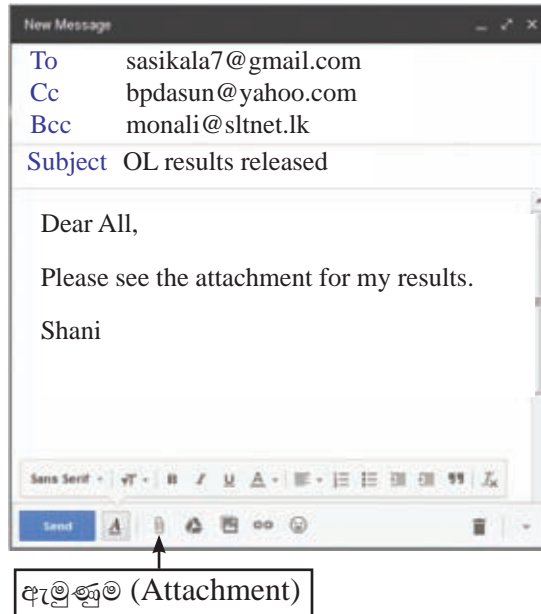 New Message
To sasikala7@gmail.com
Cc bpdasun@yahoo.com
Bcc monali@sltnet.lk
Subject OL results released
Dear All,
Please see the attachment for my results.
Shani
Sans Serif
Send
ඇමුණුම (Attachment)